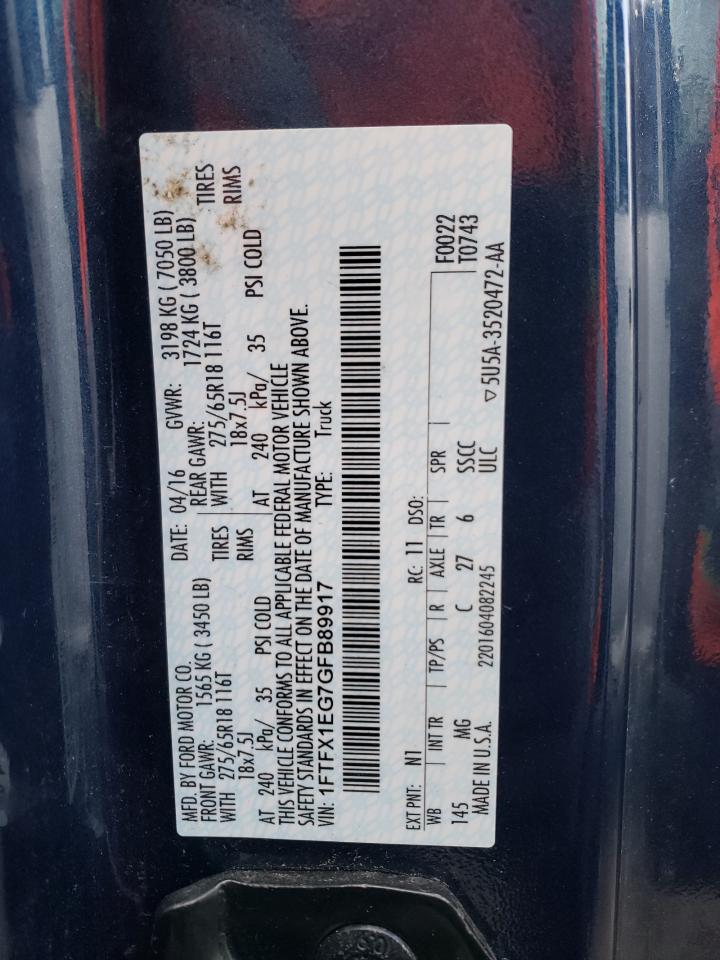 MFD. BY FORD MOTOR CO.
DATE: 04/16 GVWR: 3198 KG ( 7050 LB)
FRONT GAWR: 1565 KG ( 3450 LB) REAR GAWR: 1724 KG ( 3800 LB)
WITH 275/65R18 116T TIRES WITH 275/65R18 116T TIRES
18x7.5J RIMS 18x7.5J RIMS
AT 240 kPa/ 35 PSI COLD AT 240 kPa/ 35 PSI COLD
THIS VEHICLE CONFORMS TO ALL APPLICABLE FEDERAL MOTOR VEHICLE
SAFETY STANDARDS IN EFFECT ON THE DATE OF MANUFACTURE SHOWN ABOVE.
VIN: 1FTFX1EG7GFB89917 TYPE: Truck
EXT PNT: N1 RC: 11 DSO: F0022
WB INT TR TP/PS R AXLE TR SPR T0743
145 MG C 27 6 SSCC
MADE IN U.S.A. 2201604082245 ULC ▽5U5A-3520472-AA